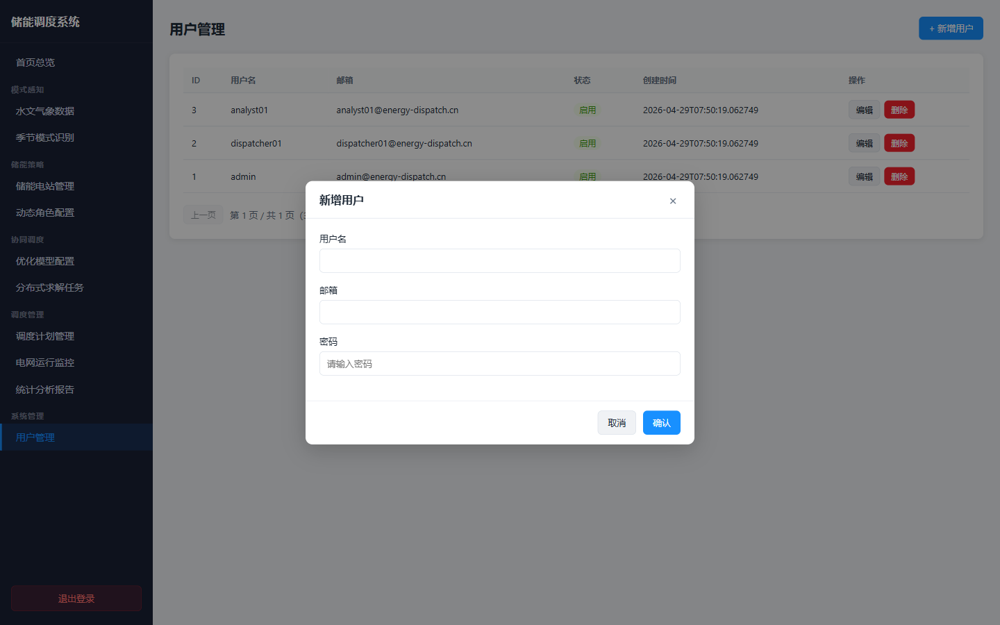 储能调度系统
首页总览
模式感知
水文气象数据
季节模式识别
储能策略
储能电站管理
动态角色配置
协同调度
优化模型配置
分布式求解任务
调度管理
调度计划管理
电网运行监控
统计分析报告
系统管理
用户管理
退出登录
用户管理
+ 新增用户
ID 用户名 邮箱 状态 创建时间 操作
3 analyst01 analyst01@energy-dispatch.cn 启用 2026-04-29T07:50:19.062749 编辑 删除
2 dispatcher01 dispatcher01@energy-dispatch.cn 启用 2026-04-29T07:50:19.062749 编辑 删除
1 admin admin@energy-dispatch.cn 启用 2026-04-29T07:50:19.062749 编辑 删除
上一页 第 1 页 / 共 1 页
新增用户 ×
用户名
邮箱
密码
请输入密码
取消 确认